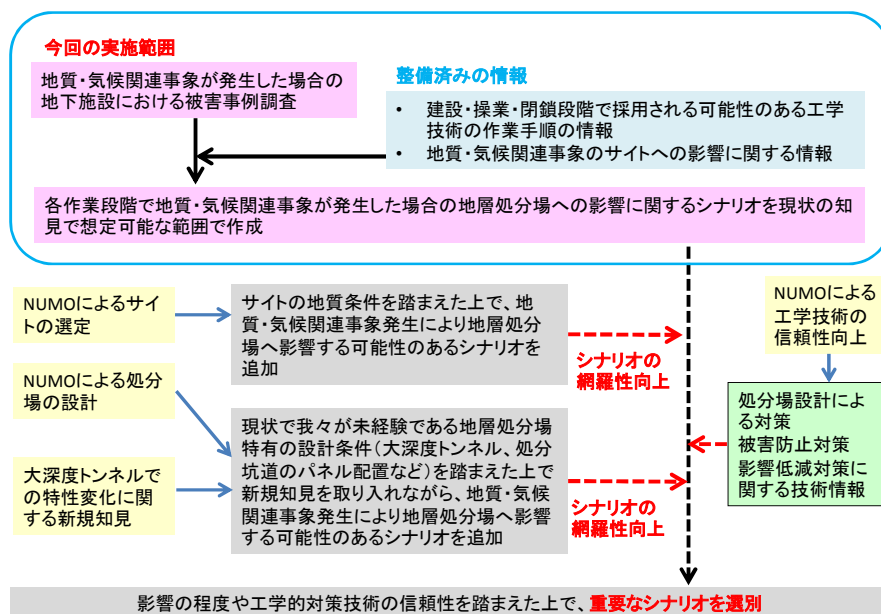 今回の実施範囲
地質・気候関連事象が発生した場合の
地下施設における被害事例調査
整備済みの情報
• 建設・操業・閉鎖段階で採用される可能性のある工学
技術の作業手順の情報
• 地質・気候関連事象のサイトへの影響に関する情報
各作業段階で地質・気候関連事象が発生した場合の地層処分場への影響に関するシナリオを現状の知
見で想定可能な範囲で作成
NUMOによるサイ
トの選定
サイトの地質条件を踏まえた上で、地
質・気候関連事象発生により地層処分
場へ影響する可能性のあるシナリオを
追加
シナリオの
網羅性向上
NUMOによる
工学技術の
信頼性向上
NUMOによる処分
場の設計
大深度トンネルで
の特性変化に関
する新規知見
現状で我々が未経験である地層処分場
特有の設計条件(大深度トンネル、処分
坑道のパネル配置など)を踏まえた上で
新規知見を取り入れながら、地質・気候
関連事象発生により地層処分場へ影響
する可能性のあるシナリオを追加
シナリオの
網羅性向上
処分場設計によ
る対策
被害防止対策
影響低減対策に
関する技術情報
影響の程度や工学的対策技術の信頼性を踏まえた上で、重要なシナリオを選別